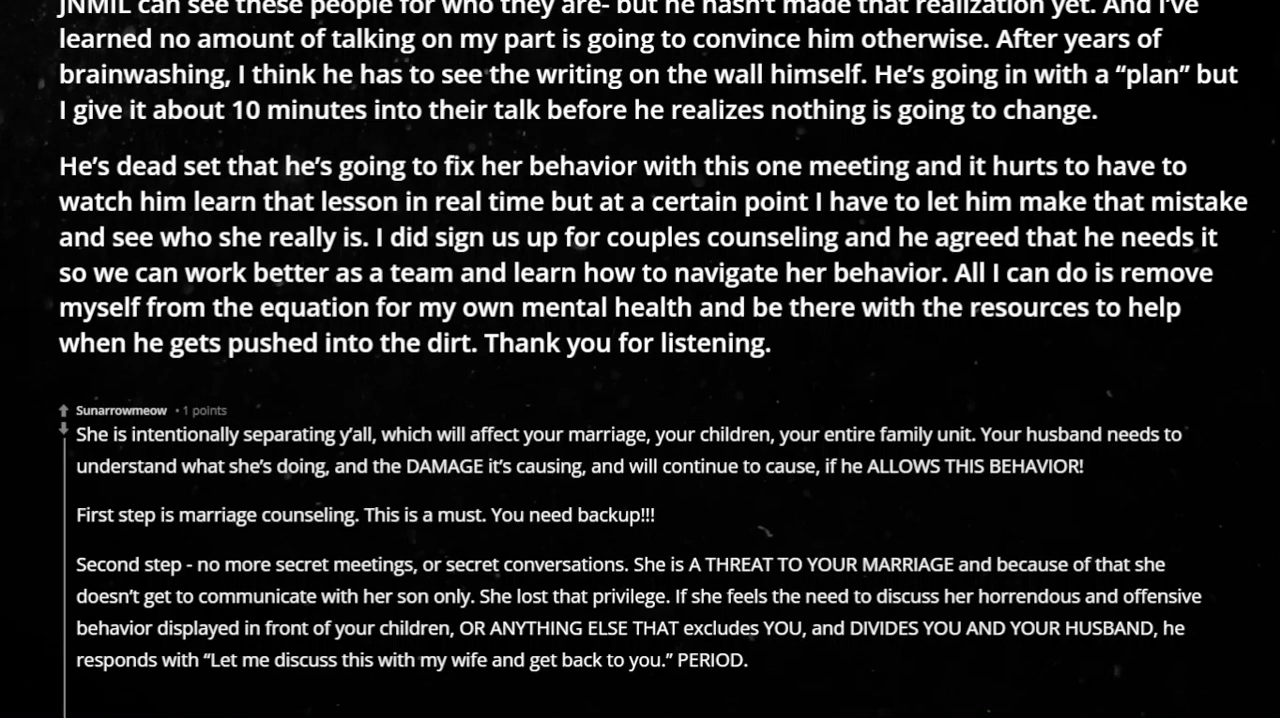 JNMIL can see these people for who they are- but he hasn't made that realization yet. And I've
learned no amount of talking on my part is going to convince him otherwise. After years of
brainwashing, I think he has to see the writing on the wall himself. He’s going in with a “plan” but
I give it about 10 minutes into their talk before he realizes nothing is going to change.
He’s dead set that he’s going to fix her behavior with this one meeting and it hurts to have to
watch him learn that lesson in real time but at a certain point I have to let him make that mistake
and see who she really is. I did sign us up for couples counseling and he agreed that he needs it
so we can work better as a team and learn how to navigate her behavior. All I can do is remove
myself from the equation for my own mental health and be there with the resources to help
when he gets pushed into the dirt. Thank you for listening.
Sunarrowmeow • 1 points
She is intentionally separating y’all, which will affect your marriage, your children, your entire family unit. Your husband needs to
understand what she’s doing, and the DAMAGE it’s causing, and will continue to cause, if he ALLOWS THIS BEHAVIOR!
First step is marriage counseling. This is a must. You need backup!!!
Second step - no more secret meetings, or secret conversations. She is A THREAT TO YOUR MARRIAGE and because of that she
doesn’t get to communicate with her son only. She lost that privilege. If she feels the need to discuss her horrendous and offensive
behavior displayed in front of your children, OR ANYTHING ELSE THAT excludes YOU, and DIVIDES YOU AND YOUR HUSBAND, he
responds with “Let me discuss this with my wife and get back to you.” PERIOD.